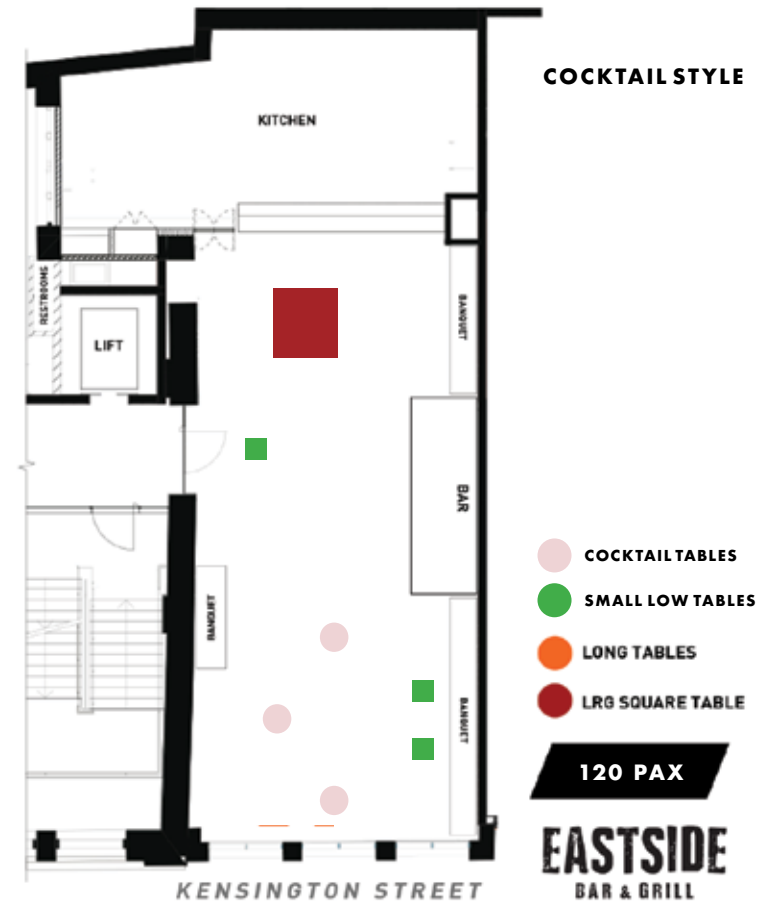 COCKTAIL STYLE
KITCHEN
RESTROOMS
BANQUET
LIFT
BAR
BANQUET
BANQUET
COCKTAIL TABLES
SMALL LOW TABLES
LONG TABLES
LRG SQUARE TABLE
120 PAX
EASTSIDE
BAR & GRILL
KENSINGTON STREET